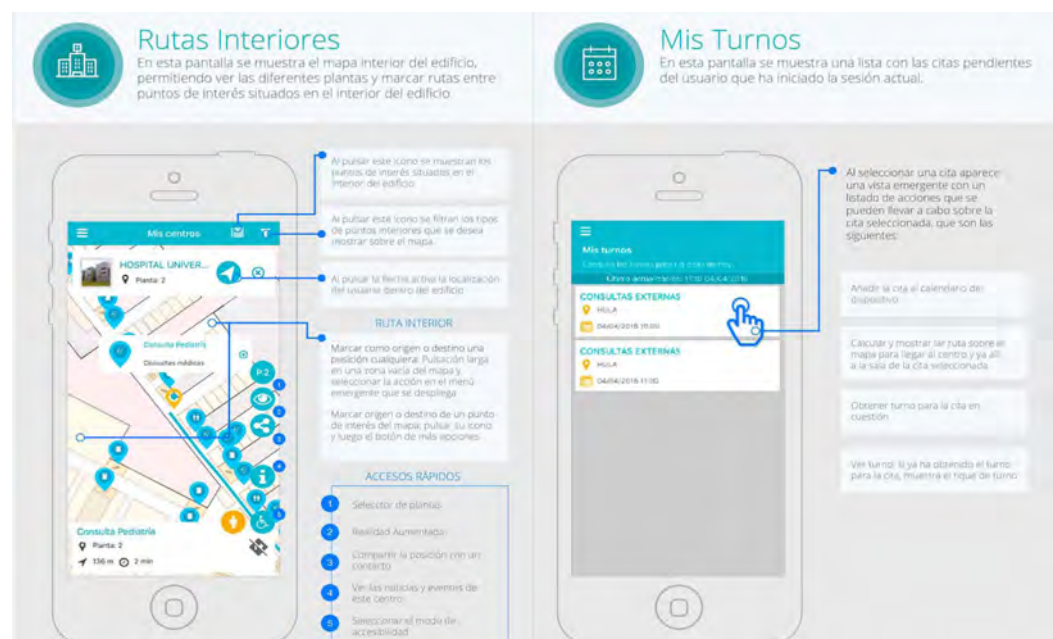 Rutas Interiores
En esta pantalla se muestra el mapa interior del edificio,
permitiendo ver las diferentes plantas y marcar rutas entre
puntos de interés situados en el interior del edificio
Al pulsar este icono se muestran los
puntos de interés situados en el
interior del edificio
Al pulsar este icono se filtran los tipos
de puntos interiores que se desea
mostrar sobre el mapa.
Al pulsar la flecha activa la localización
del usuario dentro del edificio
RUTA INTERIOR
Marcar como origen o destino una
posición cualquiera: Pulsación larga
en una zona vacía del mapa y
seleccionar la acción en el menú
emergente que se despliega
Marcar origen o destino de un punto
de interés del mapa: pulsar su icono
y luego el botón de más opciones
ACCESOS RÁPIDOS
1 Selector de plantas
2 Realidad Aumentada
3 Compartir la posición con un
contacto
4 Ver las noticias y eventos de
este centro
5 Seleccionar el modo de
accesibilidad
Mis centros
HOSPITAL UNIVER...
Planta: 2
Consulta Pediatría
Consultas médicas
P.2
1
2
3
4
5
Consulta Pediatría
Planta: 2
136 m 2 min
Mis Turnos
En esta pantalla se muestra una lista con las citas pendientes
del usuario que ha iniciado la sesión actual.
Mis turnos
CONSULTAS EXTERNAS
HULA
04/04/2016
CONSULTAS EXTERNAS
HULA
04/04/2016 11:00
Al seleccionar una cita aparece
una vista emergente con un
listado de acciones que se
pueden llevar a cabo sobre la
cita seleccionada, que son las
siguientes:
Añadir la cita al calendario del
dispositivo
Calcular y mostrar la ruta sobre el
mapa para llegar al centro y ya allí
a la sala de la cita seleccionada
Obtener turno para la cita en
cuestión
Ver turno: si ya ha obtenido el turno
para la cita, muestra el tique de turno